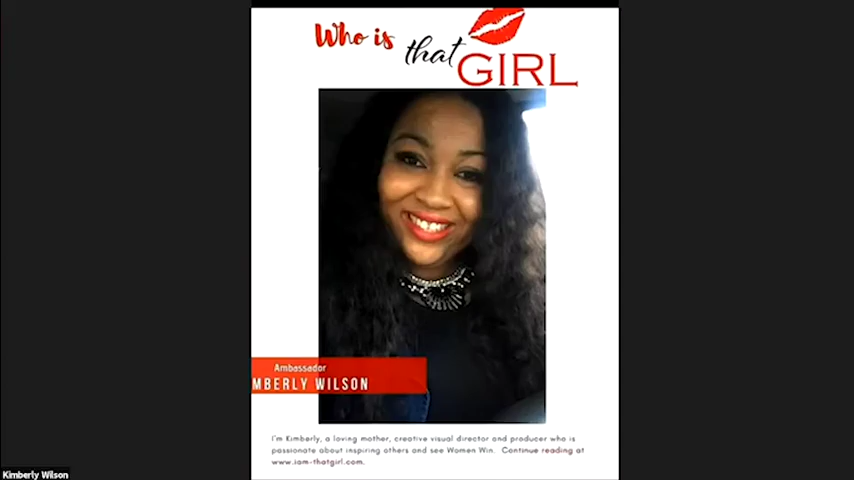 Who is that
GIRL
Ambassador
MBERLY WILSON
I'm Kimberly, a loving mother, creative visual director and producer who is
passionate about inspiring others and see Women Win. Continue reading at
www.iam-thatgirl.com.
Kimberly Wilson